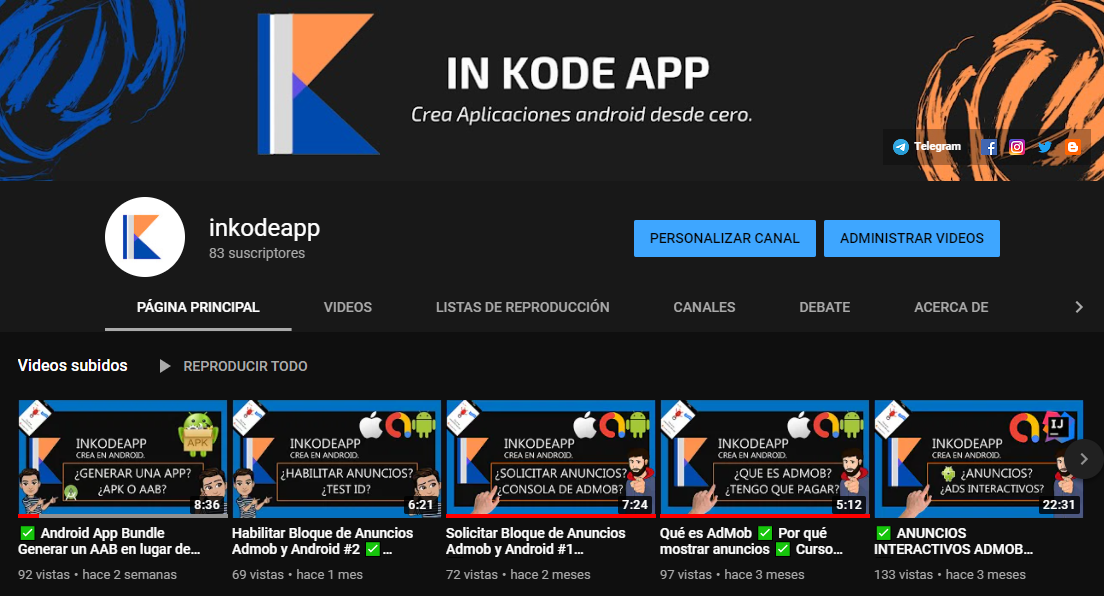 IN KODE APP
Crea Aplicaciones android desde cero.
Telegram
inkodeapp
83 suscriptores
PERSONALIZAR CANAL
ADMINISTRAR VIDEOS
PÁGINA PRINCIPAL
VIDEOS
LISTAS DE REPRODUCCIÓN
CANALES
DEBATE
ACERCA DE
Videos subidos
REPRODUCIR TODO
INKODEAPP
CREA EN ANDROID.
APK
¿GENERAR UNA APP?
¿APK O AAB?
8:36
✅ Android App Bundle
Generar un AAB en lugar de...
92 vistas • hace 2 semanas
INKODEAPP
CREA EN ANDROID.
¿HABILITAR ANUNCIOS?
¿TEST ID?
6:21
Habilitar Bloque de Anuncios
Admob y Android #2 ✅...
69 vistas • hace 1 mes
INKODEAPP
CREA EN ANDROID.
¿SOLICITAR ANUNCIOS?
¿CONSOLA DE ADMOB?
7:24
Solicitar Bloque de Anuncios
Admob y Android #1...
72 vistas • hace 2 meses
INKODEAPP
CREA EN ANDROID.
¿QUE ES ADMOB?
¿TENGO QUE PAGAR?
5:12
Qué es AdMob ✅ Por qué
mostrar anuncios ✅ Curso...
97 vistas • hace 3 meses
INKODEAPP
CREA EN ANDROID.
IJ
¿ANUNCIOS?
¿ADS INTERACTIVOS?
22:31
✅ ANUNCIOS
INTERACTIVOS ADMOB...
133 vistas • hace 3 meses